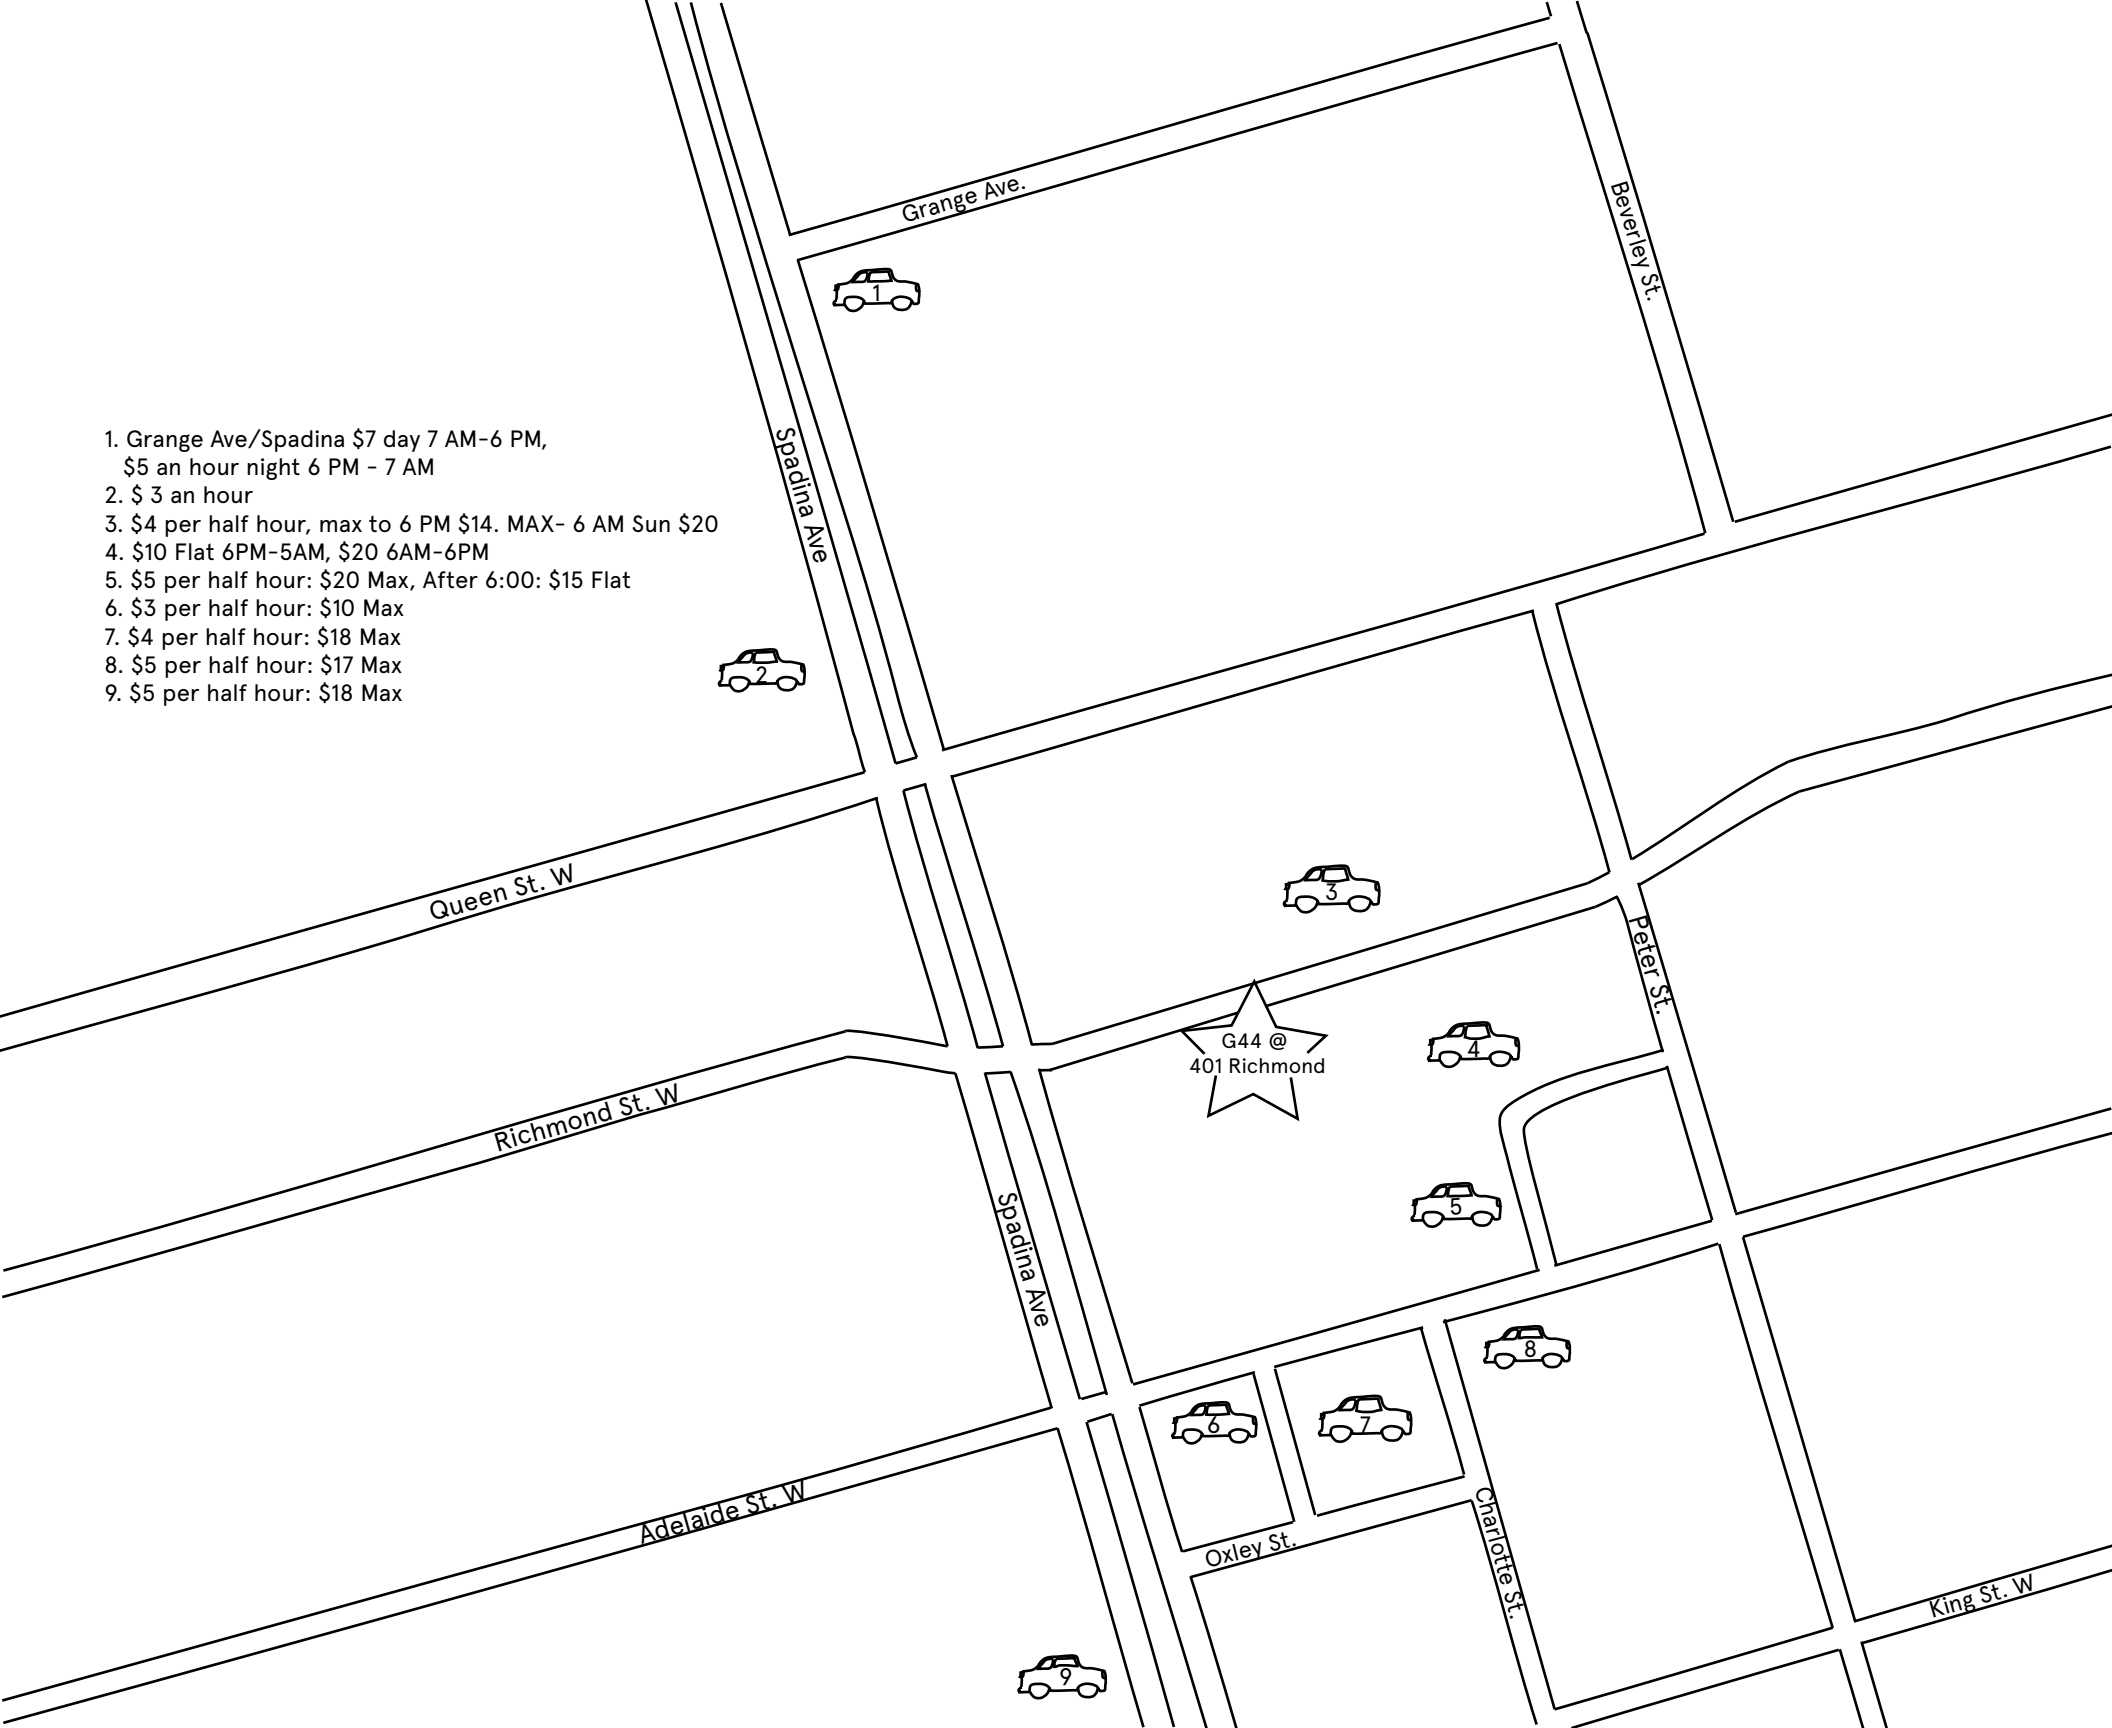 Grange Ave.
Beverley St.
1
1. Grange Ave/Spadina $7 day 7 AM-6 PM,
$5 an hour night 6 PM - 7 AM
2. $ 3 an hour
3. $4 per half hour, max to 6 PM $14. MAX- 6 AM Sun $20
4. $10 Flat 6PM-5AM, $20 6AM-6PM
5. $5 per half hour: $20 Max, After 6:00: $15 Flat
6. $3 per half hour: $10 Max
7. $4 per half hour: $18 Max
8. $5 per half hour: $17 Max
9. $5 per half hour: $18 Max
Spadina Ave
2
Queen St. W
3
Peter St.
G44 @
401 Richmond
4
Richmond St. W
5
Spadina Ave
8
6
7
Adelaide St. W
Oxley St.
Charlotte St.
King St. W
9